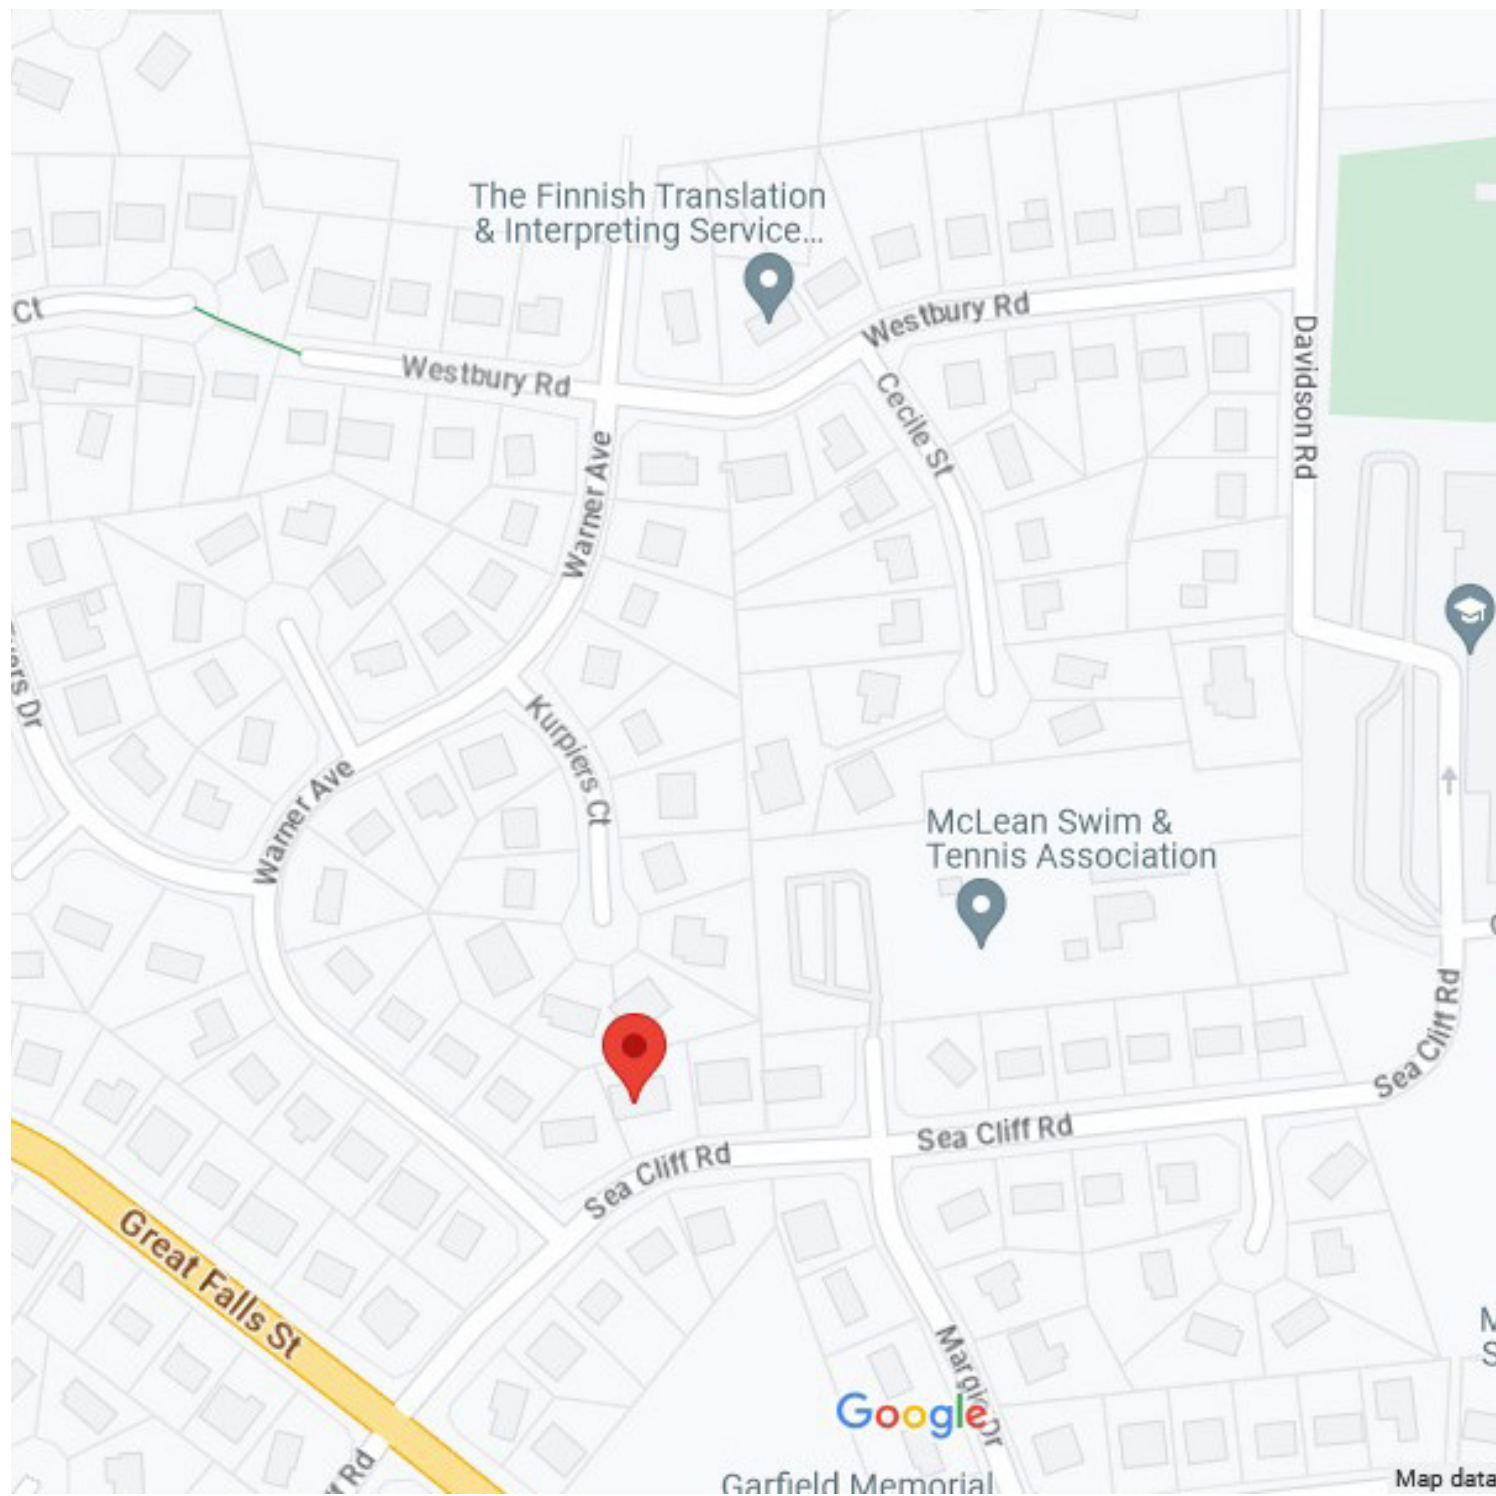 The Finnish Translation
& Interpreting Service...
Ct
Westbury Rd
Westbury Rd
Davidson Rd
Cecile St
Warner Ave
Kurpiers Ct
Warner Ave
McLean Swim &
Tennis Association
Sea Cliff Rd
Sea Cliff Rd
Sea Cliff Rd
Great Falls St
Margie Dr
Google
Rd
Garfield Memorial
Map data